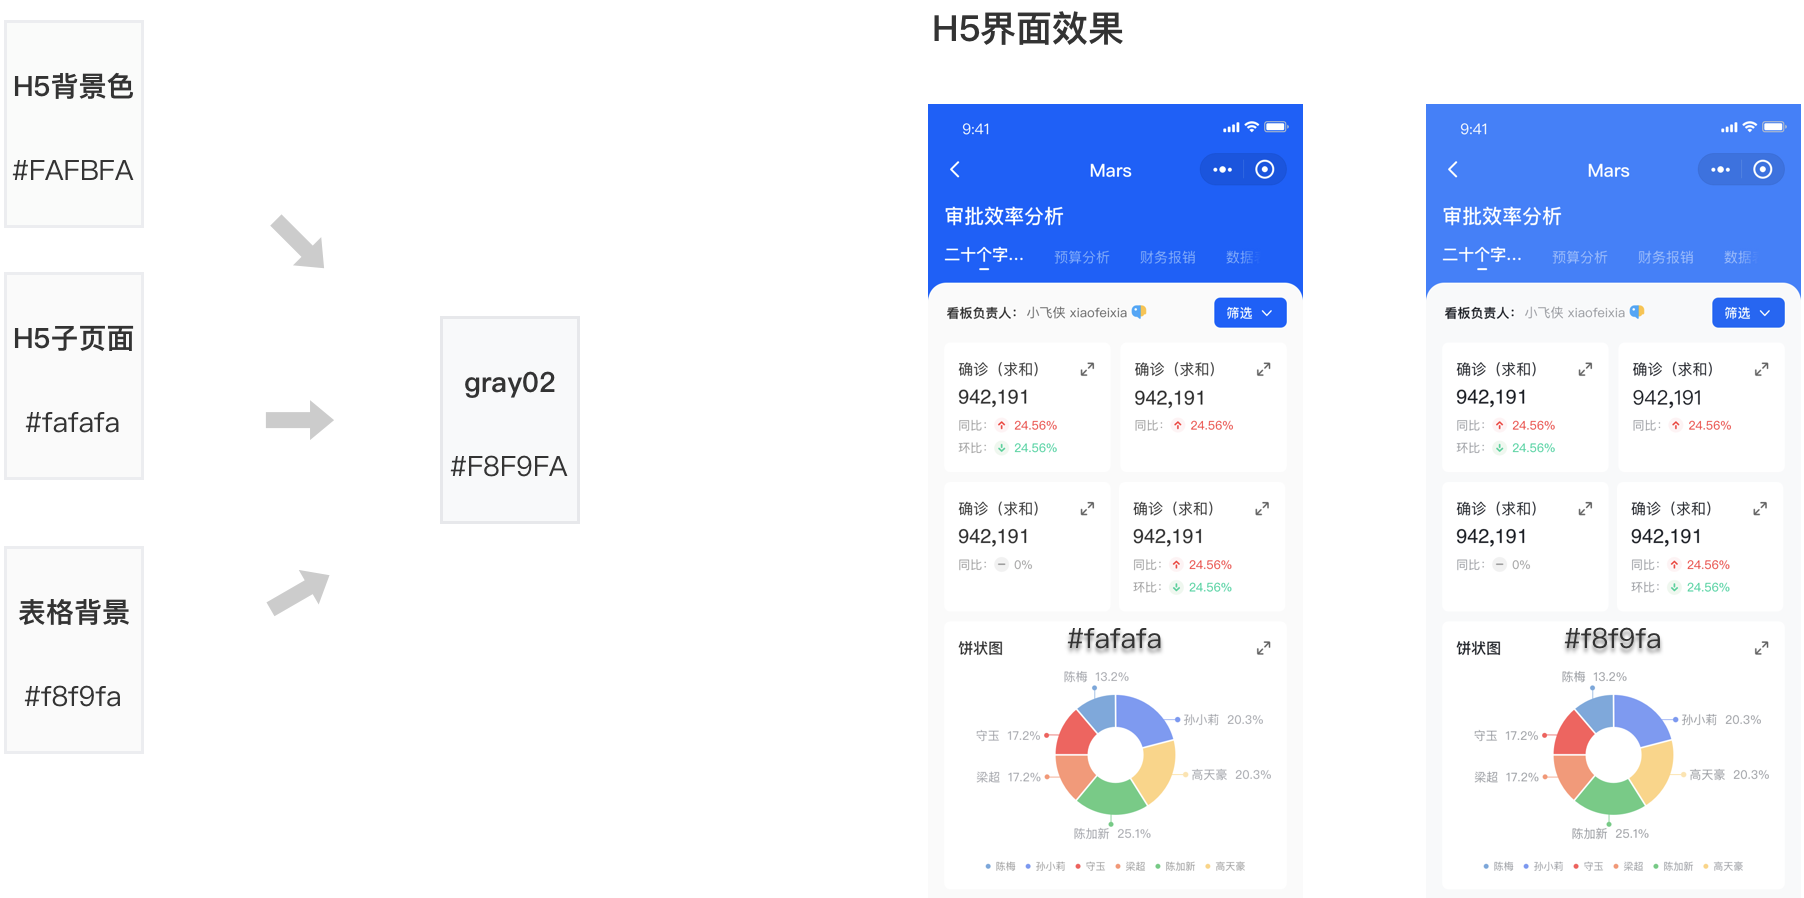 H5背景色
#FAFBFA
H5子页面
#fafafa
表格背景
#f8f9fa
gray02
#F8F9FA
H5界面效果
9:41
Mars
审批效率分析
二十个字... 预算分析 财务报销 数据
看板负责人： 小飞侠 xiaofeixia
筛选
确诊（求和）
942,191
同比： 24.56%
环比： 24.56%
确诊（求和）
942,191
同比： 24.56%
确诊（求和）
942,191
同比： 0%
确诊（求和）
942,191
同比： 24.56%
环比： 24.56%
饼状图
#fafafa
陈梅 13.2%
孙小莉 20.3%
守玉 17.2%
梁超 17.2%
高天豪 20.3%
陈加新 25.1%
陈梅 孙小莉 守玉 梁超 陈加新 高天豪
9:41
Mars
审批效率分析
二十个字... 预算分析 财务报销 数据
看板负责人： 小飞侠 xiaofeixia
筛选
确诊（求和）
942,191
同比： 24.56%
环比： 24.56%
确诊（求和）
942,191
同比： 24.56%
确诊（求和）
942,191
同比： 0%
确诊（求和）
942,191
同比： 24.56%
环比： 24.56%
饼状图
#f8f9fa
陈梅 13.2%
孙小莉 20.3%
守玉 17.2%
梁超 17.2%
高天豪 20.3%
陈加新 25.1%
陈梅 孙小莉 守玉 梁超 陈加新 高天豪